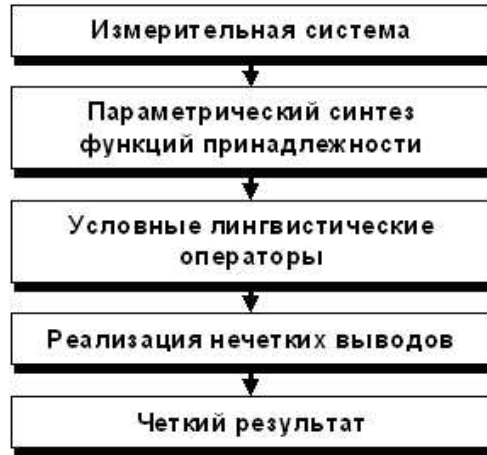 Измерительная система
Параметрический синтез
функций принадлежности
Условные лингвистические
операторы
Реализация нечетких выводов
Четкий результат